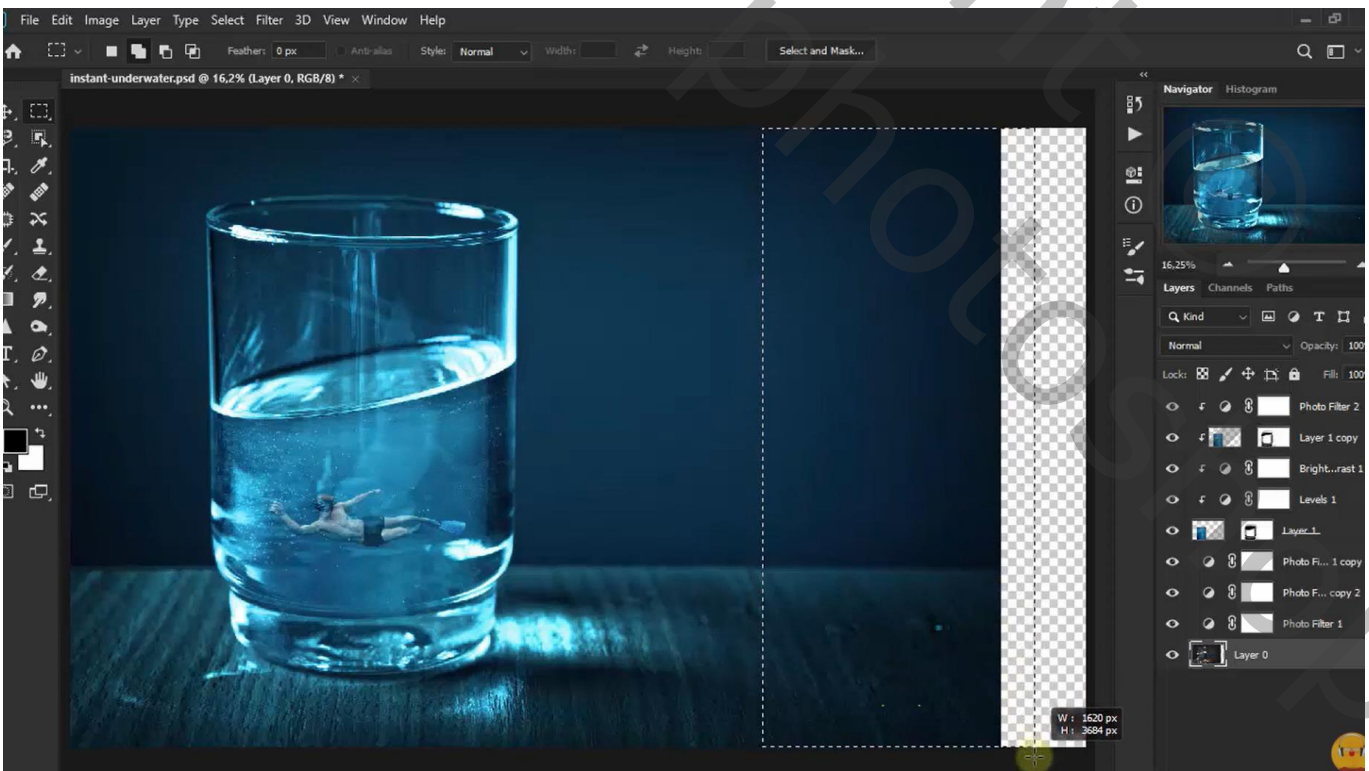 File Edit Image Layer Type Select Filter 3D View Window Help
Feather: 0 px Anti-alias Style: Normal Width: Height: Select and Mask...
instant-underwater.psd @ 16,2% (Layer 0, RGB/8) * ×
Navigator Histogram
16,25%
Layers Channels Paths
Kind
Normal Opacity: 100
Lock: Fill: 100
Photo Filter 2
Layer 1 copy
Bright...rast 1
Levels 1
Layer 1
Photo Fi... 1 copy
Photo F... copy 2
Photo Filter 1
Layer 0
W : 1620 px
H : 3684 px